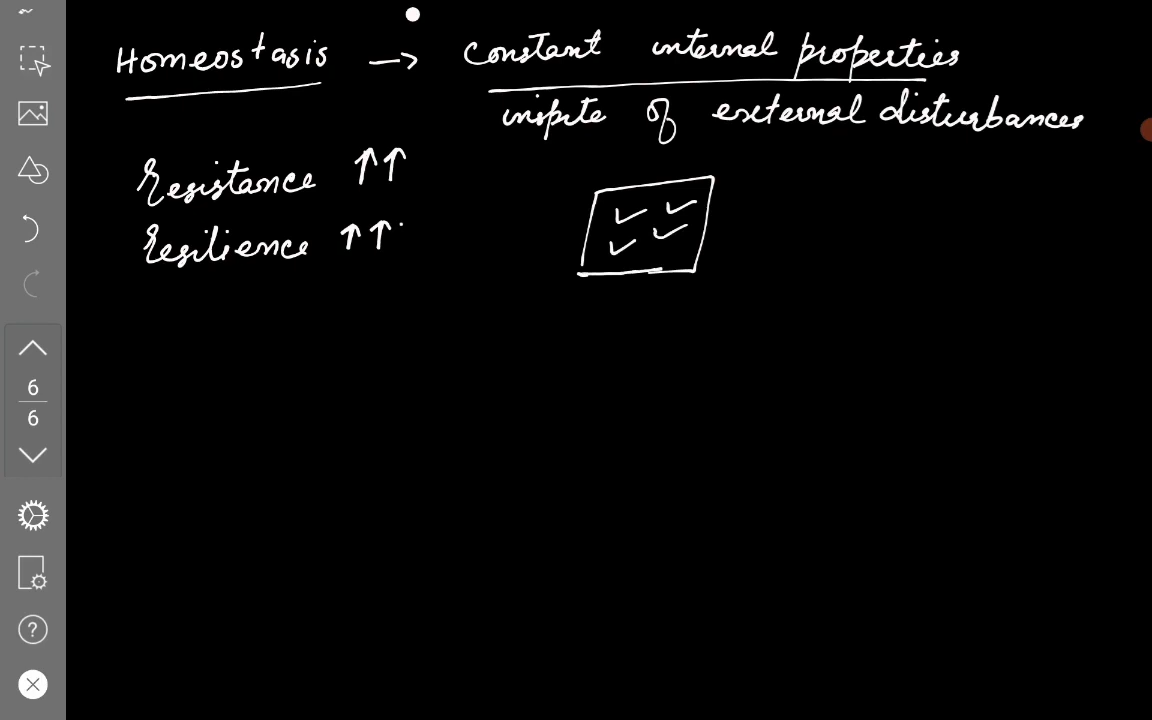 Homeostasis → Constant internal properties
inspite of external disturbances
Resistance ↑↑
Resilience ↑↑
6
6
?